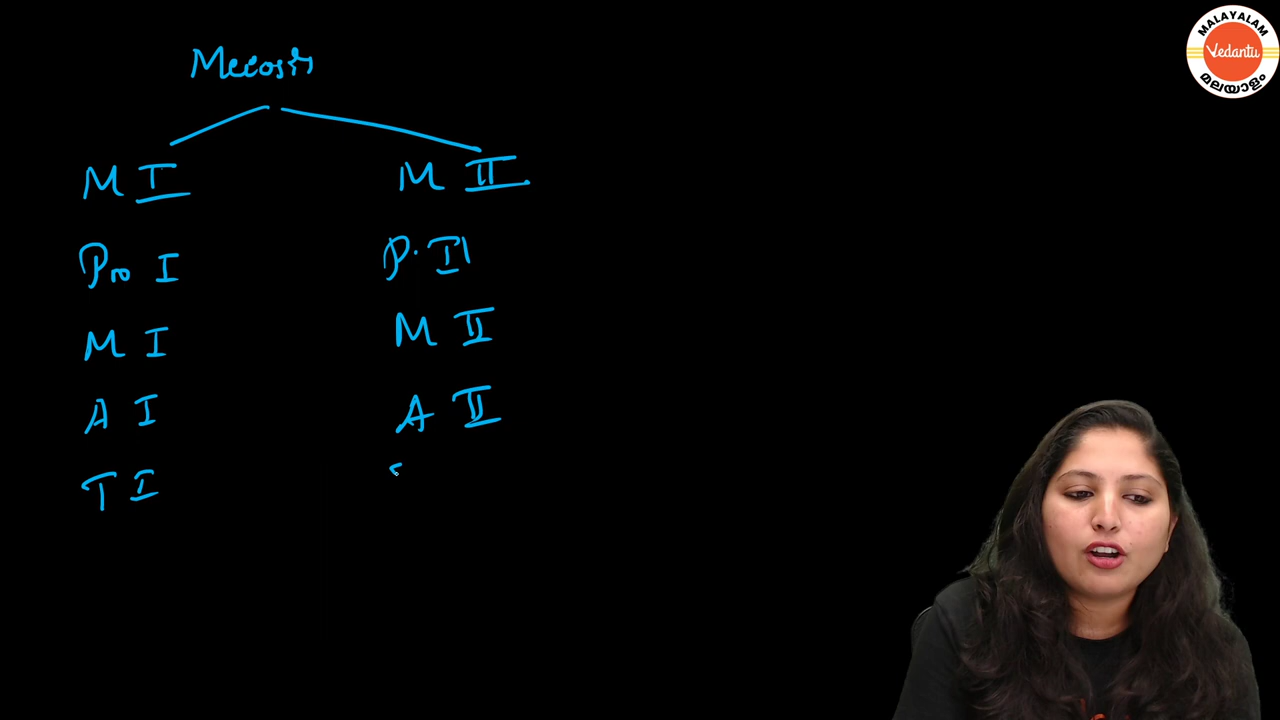 Meiosis
M I
M II
Pro I
P. II
M I
M II
A I
A II
T I
MALAYALAM
Vedantu
മലയാളം